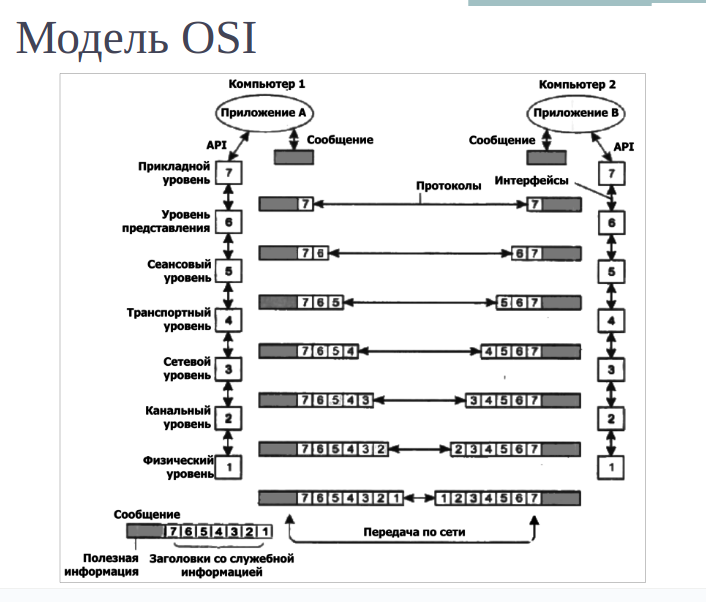 Модель OSI
Компьютер 1
Компьютер 2
Приложение A
Приложение B
API
Сообщение
Сообщение
API
Прикладной
уровень
7
7
Протоколы
Интерфейсы
7
7
Уровень
представления
6
6
7 6
6 7
Сеансовый
уровень
5
5
7 6 5
5 6 7
Транспортный
уровень
4
4
7 6 5 4
4 5 6 7
Сетевой
уровень
3
3
7 6 5 4 3
3 4 5 6 7
Канальный
уровень
2
2
7 6 5 4 3 2
2 3 4 5 6 7
Физический
уровень
1
1
7 6 5 4 3 2 1
1 2 3 4 5 6 7
Сообщение
7 6 5 4 3 2 1
Передача по сети
Полезная
информация
Заголовки со служебной
информацией